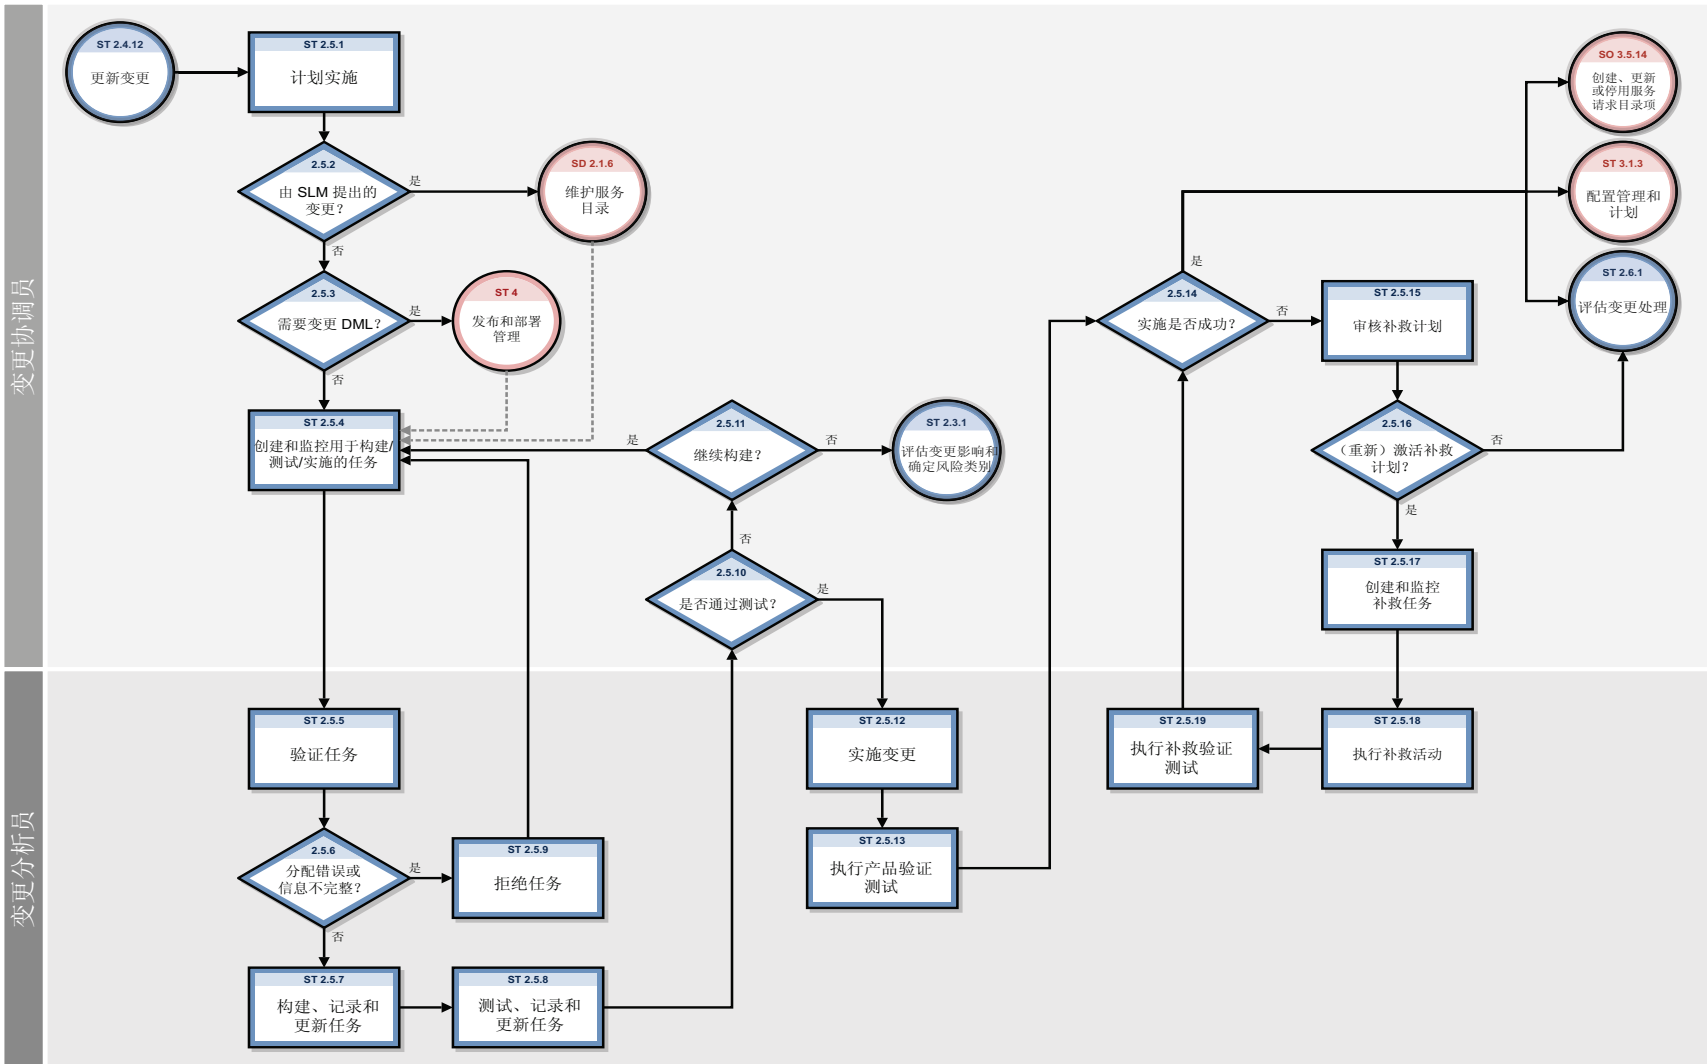 变更协调员
ST 2.4.12
更新变更
ST 2.5.1
计划实施
2.5.2
由 SLM 提出的
变更？
是
否
SD 2.1.6
维护服务
目录
2.5.3
需要变更 DML？
是
否
ST 4
发布和部署
管理
ST 2.5.4
创建和监控用于构建/
测试/实施的任务
2.5.11
继续构建？
是
否
ST 2.3.1
评估变更影响和
确定风险类别
2.5.10
是否通过测试？
否
是
2.5.14
实施是否成功？
是
否
SO 3.5.14
创建、更新
或停用服务
请求目录项
ST 3.1.3
配置管理和
计划
ST 2.6.1
评估变更处理
ST 2.5.15
审核补救计划
2.5.16
（重新）激活补救
计划？
否
是
ST 2.5.17
创建和监控
补救任务
变更分析员
ST 2.5.5
验证任务
2.5.6
分配错误或
信息不完整？
是
否
ST 2.5.9
拒绝任务
ST 2.5.7
构建、记录和
更新任务
ST 2.5.8
测试、记录和
更新任务
ST 2.5.12
实施变更
ST 2.5.13
执行产品验证
测试
ST 2.5.19
执行补救验证
测试
ST 2.5.18
执行补救活动